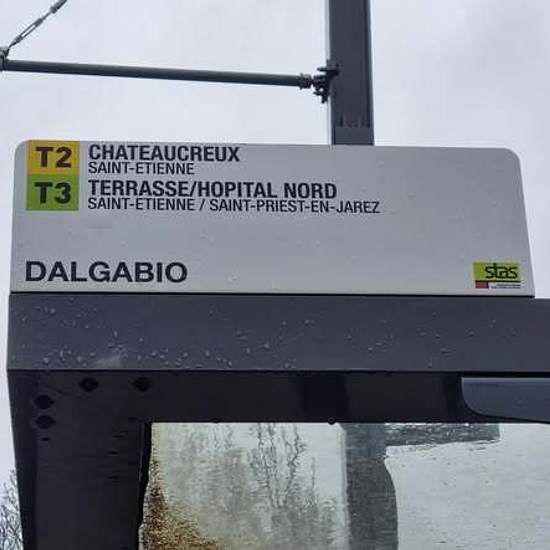 T2 CHATEAUCREUX
SAINT-ETIENNE
T3 TERRASSE/HOPITAL NORD
SAINT-ETIENNE / SAINT-PRIEST-EN-JAREZ
DALGABIO
stas